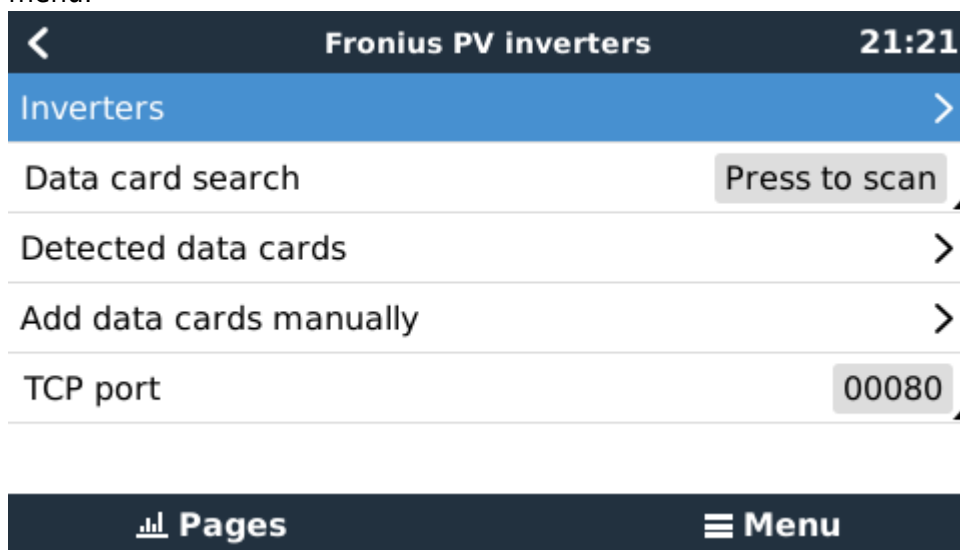 Fronius PV inverters 21:21
Inverters
Data card search Press to scan
Detected data cards
Add data cards manually
TCP port 00080
Pages Menu